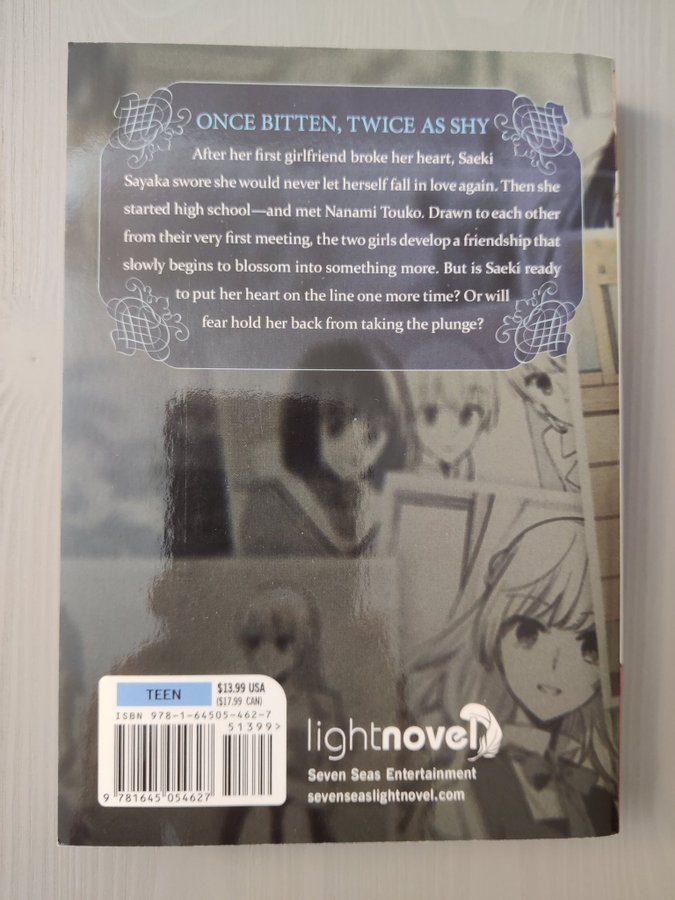 ONCE BITTEN, TWICE AS SHY
After her first girlfriend broke her heart, Saeki
Sayaka swore she would never let herself fall in love again. Then she
started high school—and met Nanami Touko. Drawn to each other
from their very first meeting, the two girls develop a friendship that
slowly begins to blossom into something more. But is Saeki ready
to put her heart on the line one more time? Or will
fear hold her back from taking the plunge?
TEEN
$13.99 USA
($17.99 CAN)
ISBN 978-1-64505-462-7
51399>
9 781645 054627
lightnovel
Seven Seas Entertainment
sevenseaslightnovel.com